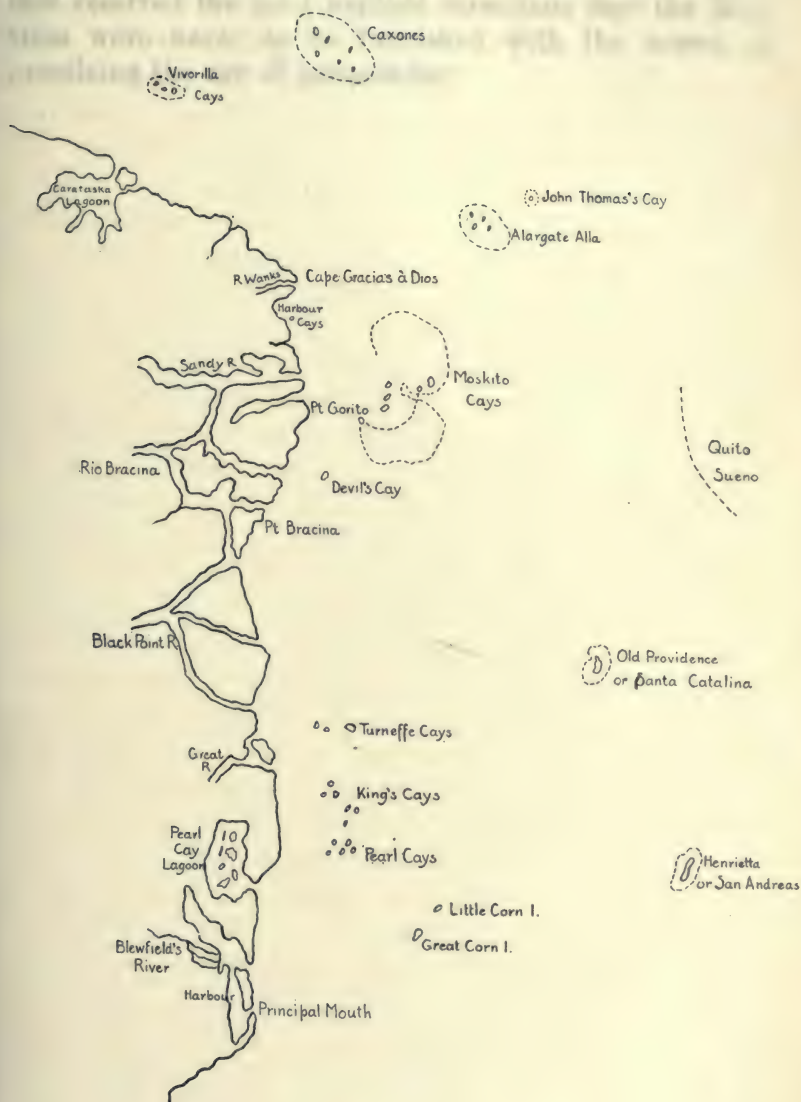 Caxones
Vivorilla
Cays
Carataska
Lagoon
John Thomas's Cay
Alargate Alla
R Wanks
Cape Gracias à Dios
Harbour
Cays
Sandy R.
Moskito
Cays
Pt Gorito
Quito
Sueno
Rio Bracina
Devil's Cay
Pt Bracina
Black Point R.
Old Providence
or Santa Catalina
Turneffe Cays
Great
R.
King's Cays
Pearl
Cay
Lagoon
Pearl Cays
Henrietta
or San Andreas
Little Corn I.
Great Corn I.
Blewfield's
River
Harbour
Principal Mouth